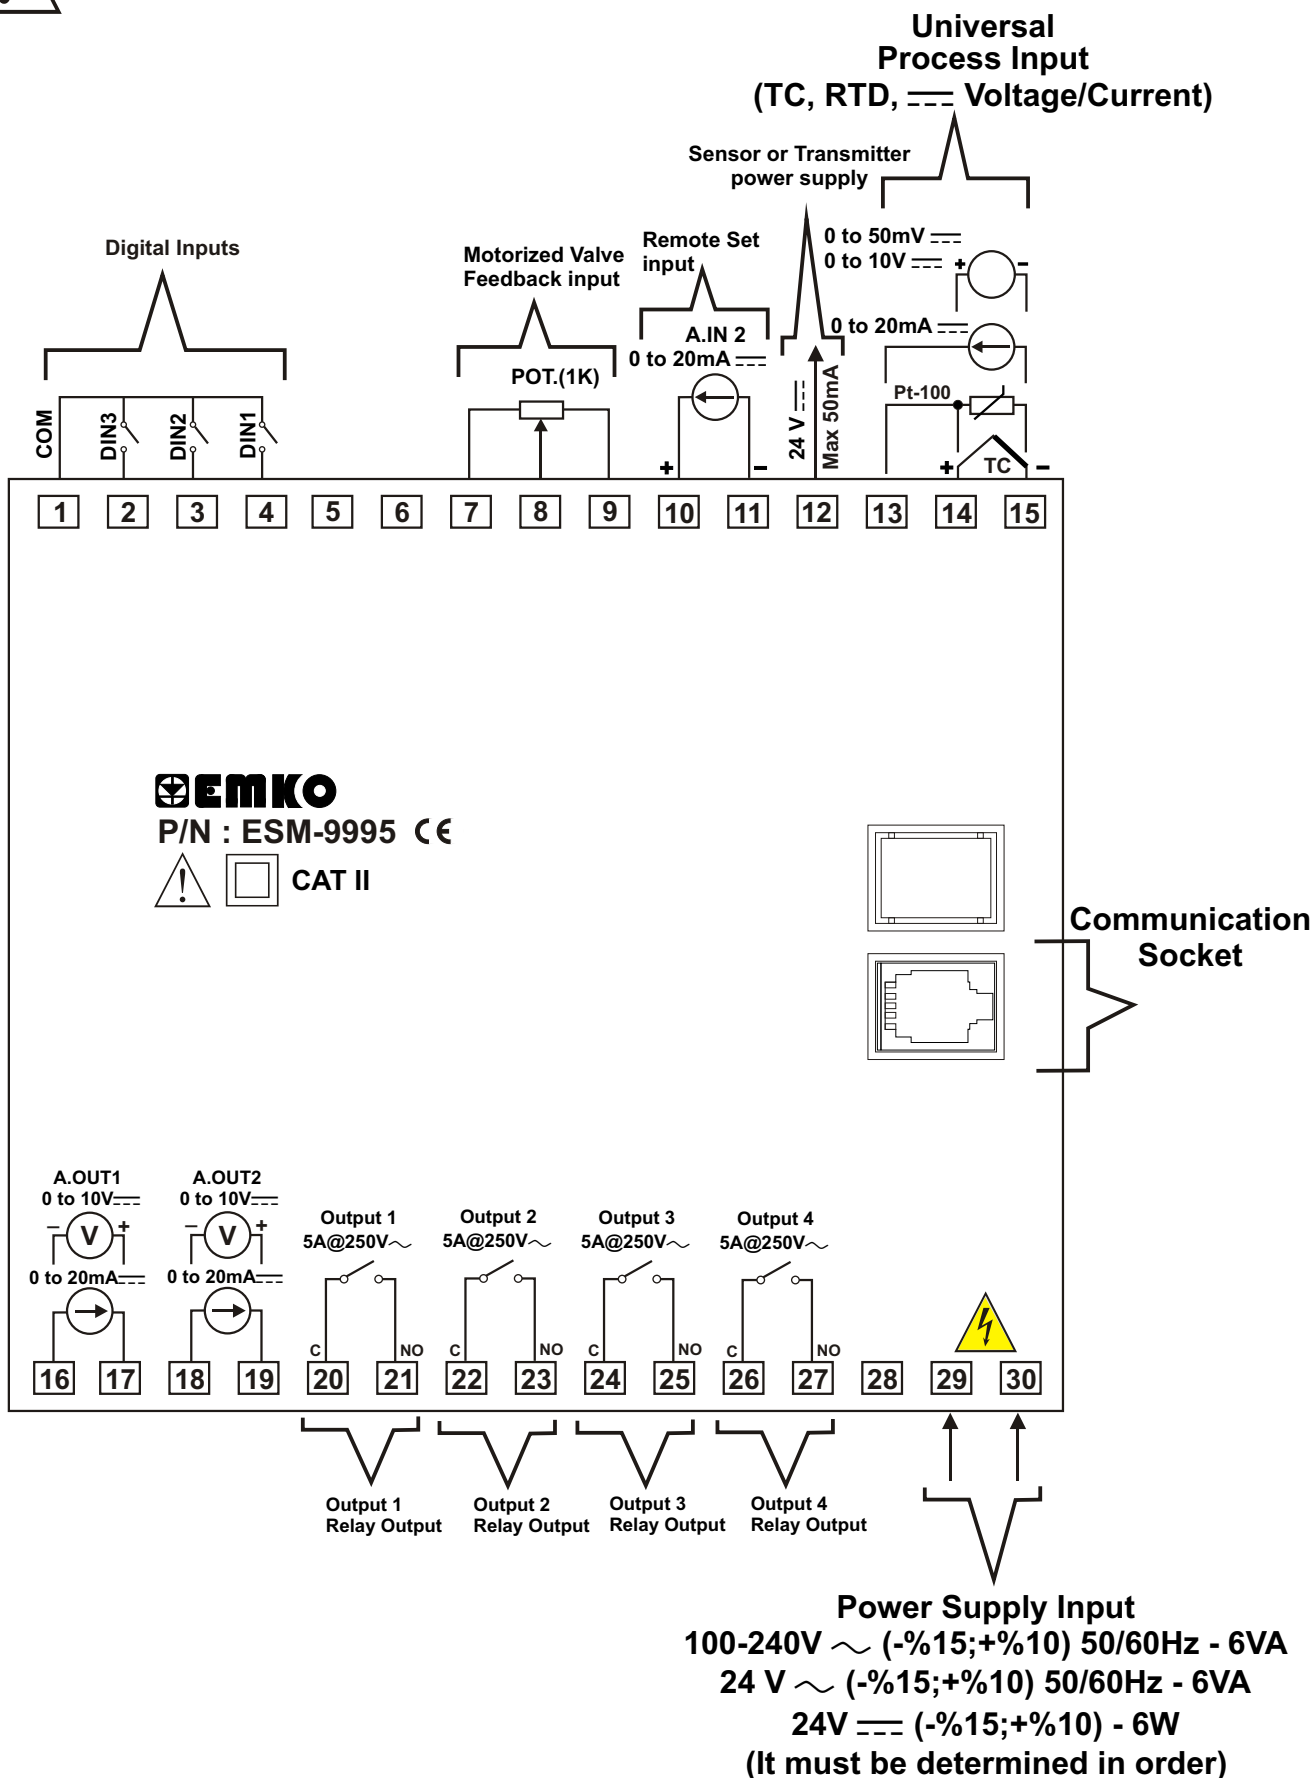 Universal
Process Input
(TC, RTD, Voltage/Current)
Sensor or Transmitter
power supply
Digital Inputs
Motorized Valve
Feedback input
Remote Set
input
0 to 50mV
0 to 10V + -
A.IN 2
0 to 20mA
0 to 20mA
POT.(1K)
Pt-100
COM
DIN3
DIN2
DIN1
24 V
Max 50mA
+ -
+ TC -
1 2 3 4 5 6 7 8 9 10 11 12 13 14 15
EMKO
P/N : ESM-9995 CE
CAT II
Communication
Socket
A.OUT1
0 to 10V
- V +
0 to 20mA
A.OUT2
0 to 10V
- V +
0 to 20mA
Output 1
5A@250V~
Output 2
5A@250V~
Output 3
5A@250V~
Output 4
5A@250V~
C NO C NO C NO C NO
16 17 18 19 20 21 22 23 24 25 26 27 28 29 30
Output 1
Relay Output
Output 2
Relay Output
Output 3
Relay Output
Output 4
Relay Output
Power Supply Input
100-240V ~ (-%15;+%10) 50/60Hz - 6VA
24 V ~ (-%15;+%10) 50/60Hz - 6VA
24V (-%15;+%10) - 6W
(It must be determined in order)